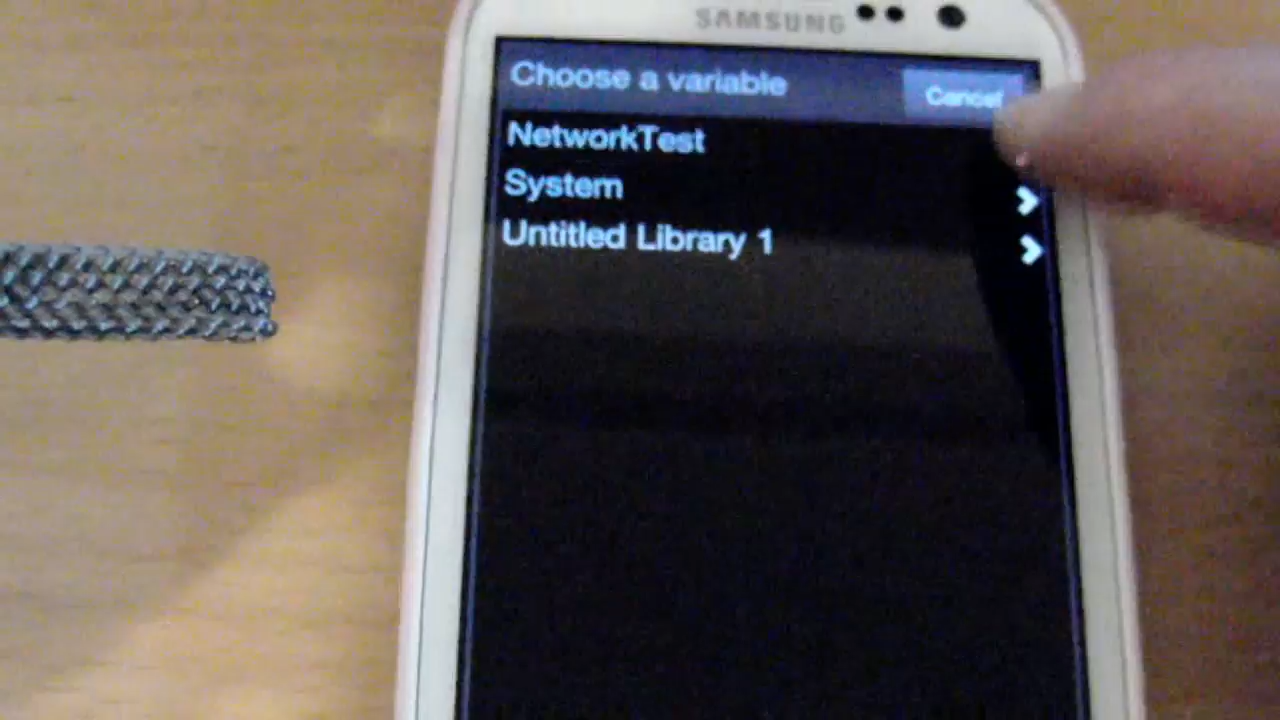 SAMSUNG
Choose a variable
Cancel
NetworkTest
System
Untitled Library 1